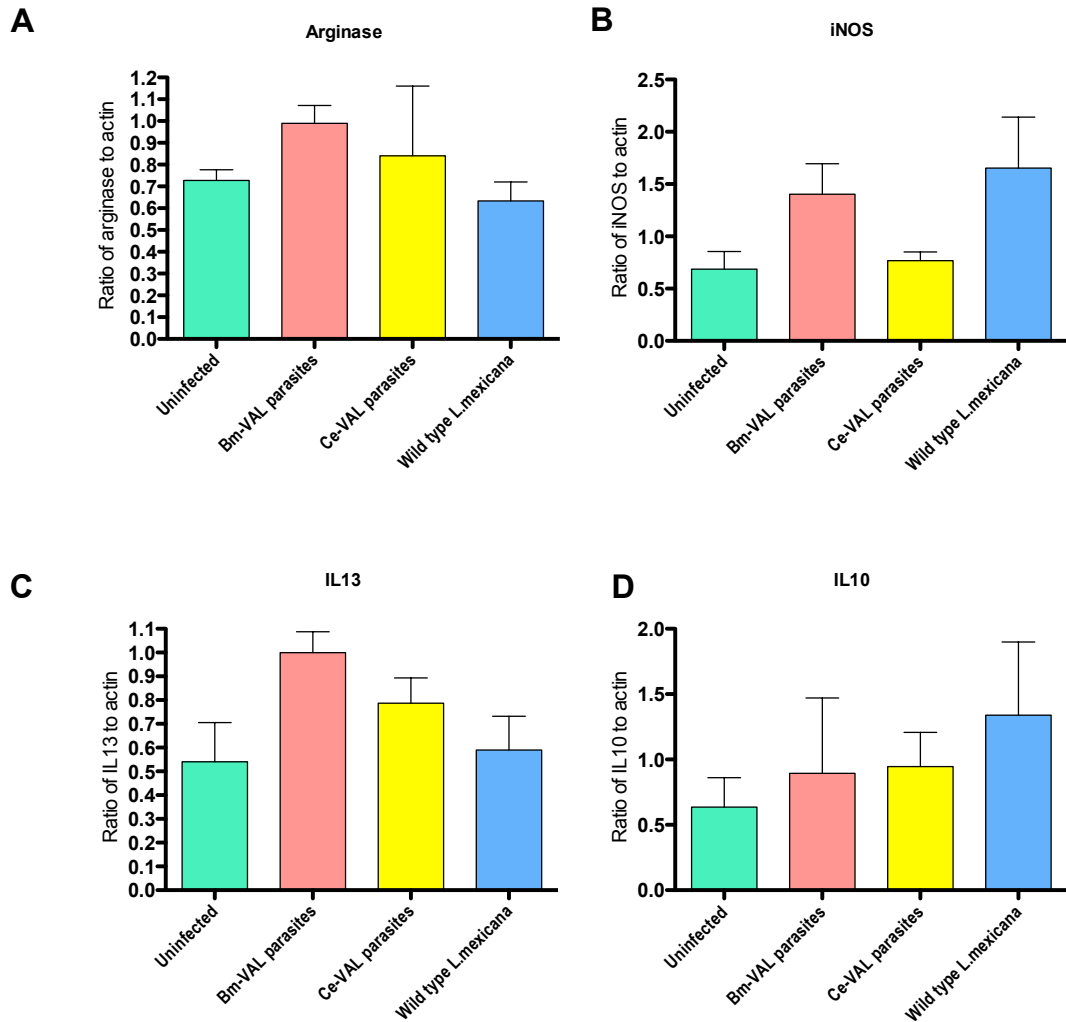 A
Arginase
Ratio of arginase to actin
1.2
1.1
1.0
0.9
0.8
0.7
0.6
0.5
0.4
0.3
0.2
0.1
0.0
Uninfected
Bm-VAL parasites
Ce-VAL parasites
Wild type L.mexicana
B
iNOS
Ratio of iNOS to actin
2.5
2.0
1.5
1.0
0.5
0.0
Uninfected
Bm-VAL parasites
Ce-VAL parasites
Wild type L.mexicana
C
IL13
Ratio of IL13 to actin
1.1
1.0
0.9
0.8
0.7
0.6
0.5
0.4
0.3
0.2
0.1
0.0
Uninfected
Bm-VAL parasites
Ce-VAL parasites
Wild type L.mexicana
D
IL10
Ratio of IL10 to actin
2.0
1.5
1.0
0.5
0.0
Uninfected
Bm-VAL parasites
Ce-VAL parasites
Wild type L.mexicana